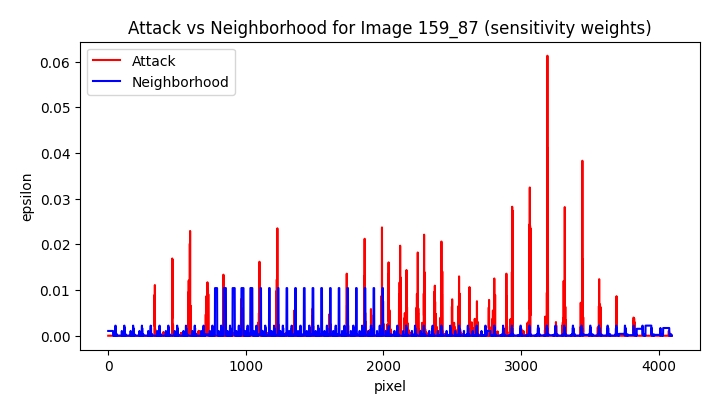 Attack vs Neighborhood for Image 159_87 (sensitivity weights)
Attack
Neighborhood
0.06
0.05
0.04
0.03
0.02
0.01
0.00
epsilon
0
1000
2000
3000
4000
pixel